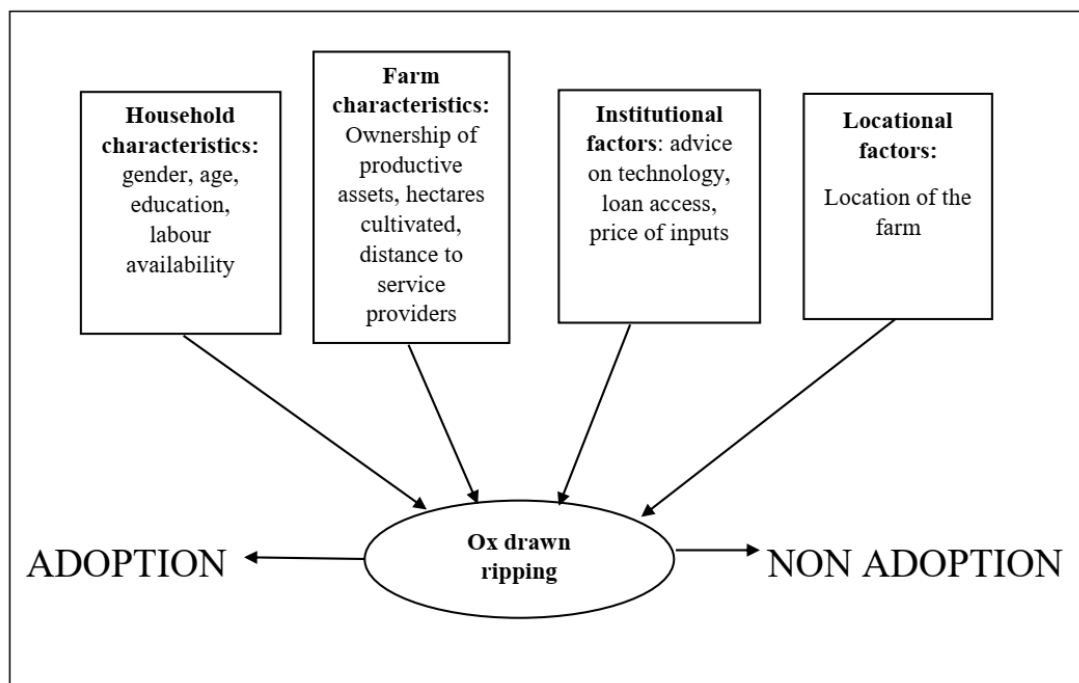 Household
characteristics:
gender, age,
education,
labour
availability
Farm
characteristics:
Ownership of
productive
assets, hectares
cultivated,
distance to
service
providers
Institutional
factors: advice
on technology,
loan access,
price of inputs
Locational
factors:
Location of the
farm
Ox drawn
ripping
ADOPTION
NON ADOPTION